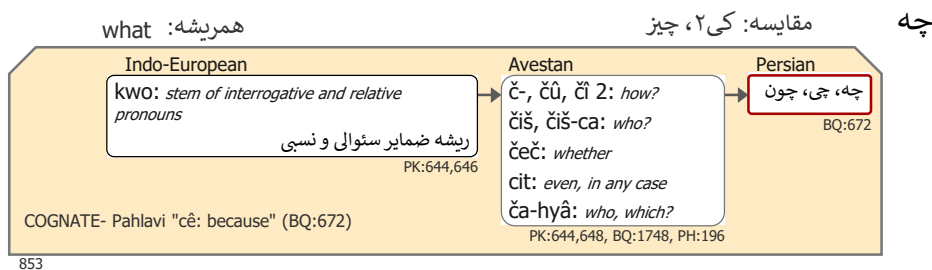 چه
مقایسه: کی۲، چیز
همریشه: what
Indo-European
kwo: stem of interrogative and relative
pronouns
ریشه ضمایر سئوالی و نسبی
PK:644,646
Avestan
č-, čû, čî 2: how?
čiš, čiš-ca: who?
čeč: whether
cit: even, in any case
ča-hyâ: who, which?
PK:644,648, BQ:1748, PH:196
Persian
چه، چی، چون
BQ:672
COGNATE- Pahlavi "cê: because" (BQ:672)
853